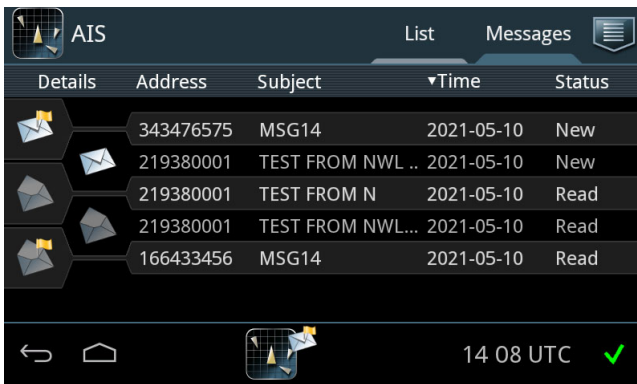 AIS List Messages
Details Address Subject ▼Time Status
343476575 MSG14 2021-05-10 New
219380001 TEST FROM NWL .. 2021-05-10 New
219380001 TEST FROM N 2021-05-10 Read
219380001 TEST FROM NWL... 2021-05-10 Read
166433456 MSG14 2021-05-10 Read
14 08 UTC